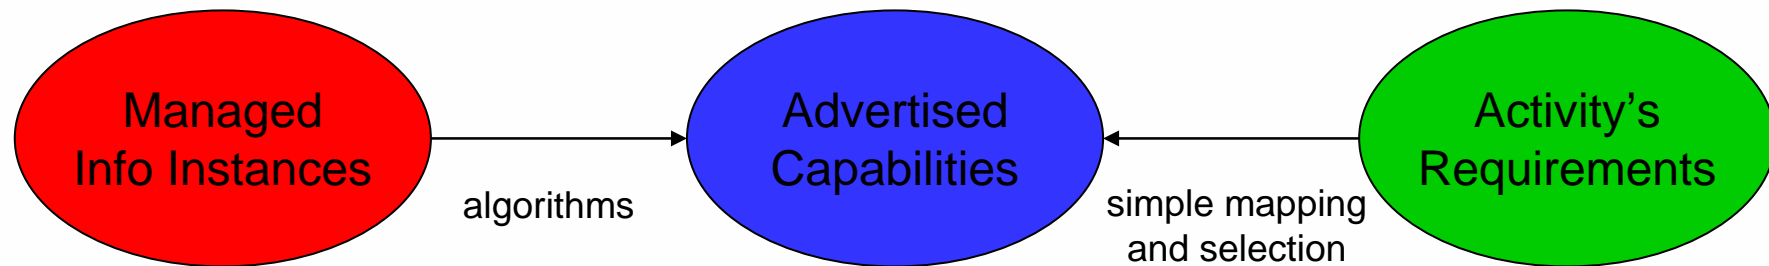 Managed
Info Instances
algorithms
Advertised
Capabilities
simple mapping
and selection
Activity’s
Requirements